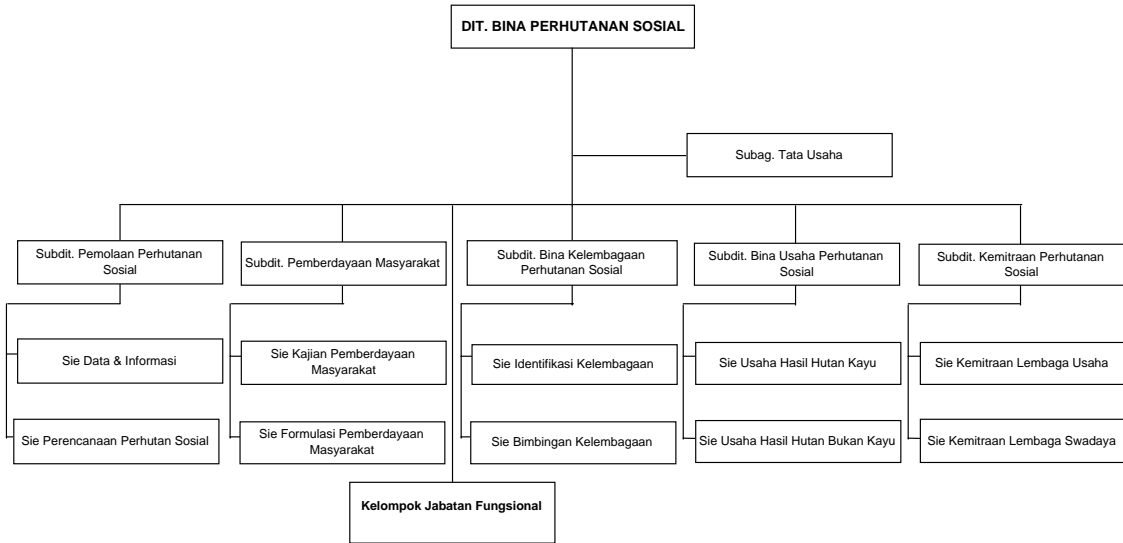 DIT. BINA PERHUTANAN SOSIAL
Subag. Tata Usaha
Subdit. Pemolaan Perhutanan
Sosial
Subdit. Pemberdayaan Masyarakat
Subdit. Bina Kelembagaan
Perhutanan Sosial
Subdit. Bina Usaha Perhutanan
Sosial
Subdit. Kemitraan Perhutanan
Sosial
Sie Data & Informasi
Sie Kajian Pemberdayaan
Masyarakat
Sie Identifikasi Kelembagaan
Sie Usaha Hasil Hutan Kayu
Sie Kemitraan Lembaga Usaha
Sie Perencanaan Perhutan Sosial
Sie Formulasi Pemberdayaan
Masyarakat
Sie Bimbingan Kelembagaan
Sie Usaha Hasil Hutan Bukan Kayu
Sie Kemitraan Lembaga Swadaya
Kelompok Jabatan Fungsional